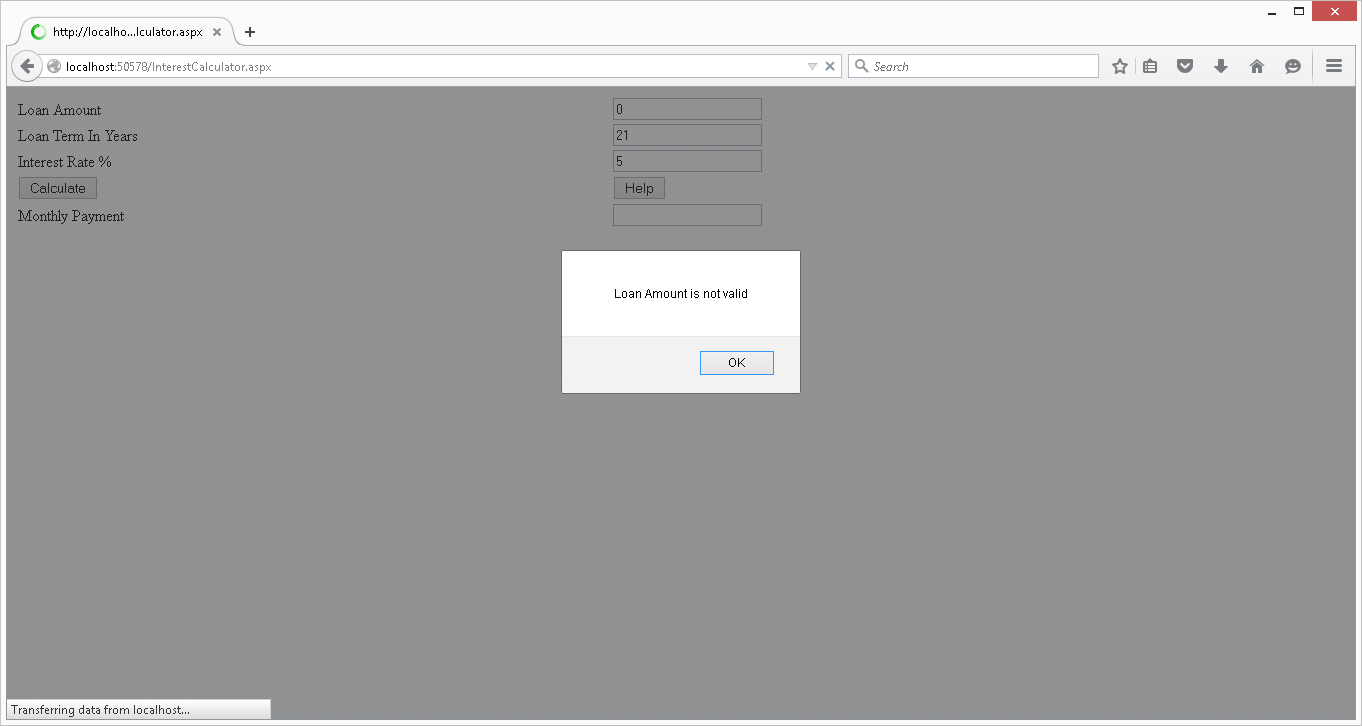 http://localho...lculator.aspx
localhost:50578/InterestCalculator.aspx
Search
Loan Amount 0
Loan Term In Years 21
Interest Rate % 5
Calculate Help
Monthly Payment
Loan Amount is not valid
OK
Transferring data from localhost...